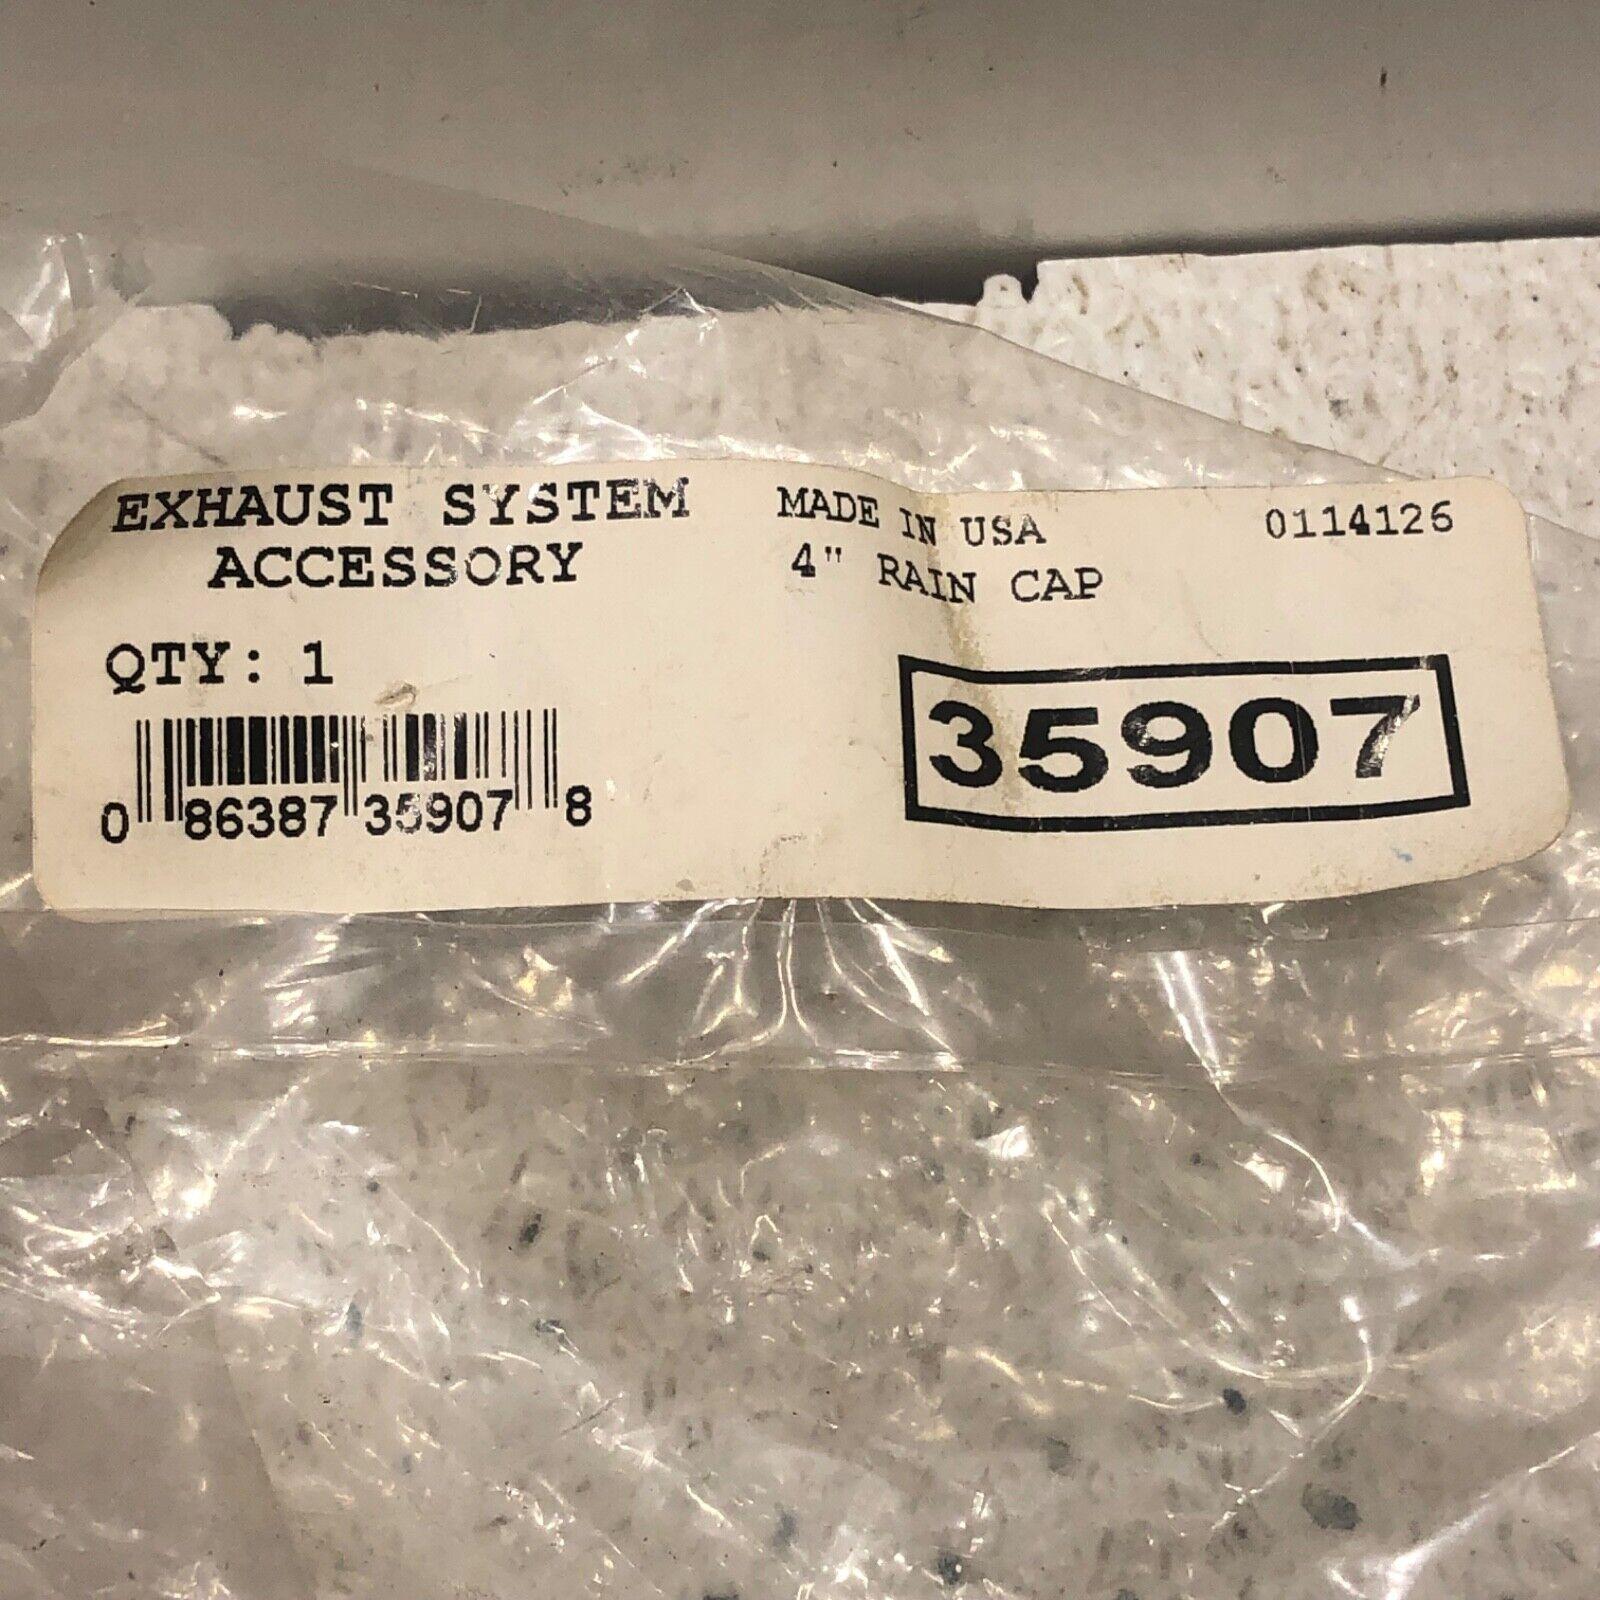 EXHAUST SYSTEM
ACCESSORY
MADE IN USA
4" RAIN CAP
0114126
QTY: 1
35907
0 86387 35907 8